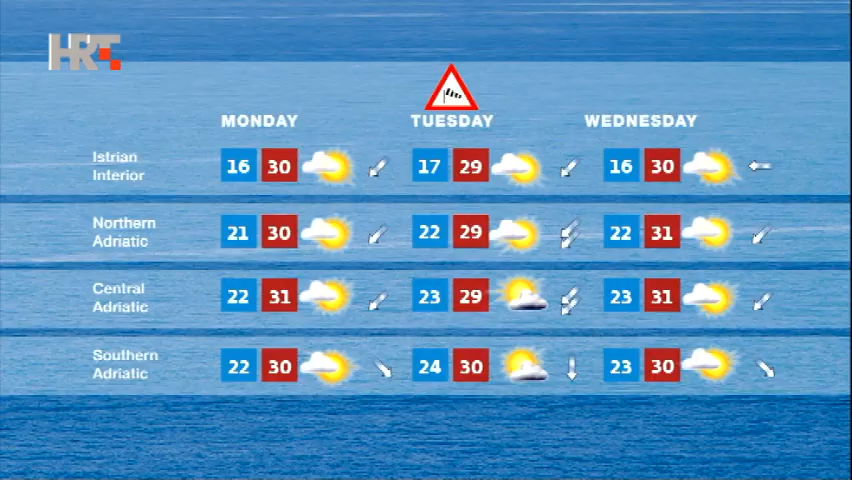 HRT
MONDAY TUESDAY WEDNESDAY
Istrian
Interior
16 30 17 29 16 30
Northern
Adriatic
21 30 22 29 22 31
Central
Adriatic
22 31 23 29 23 31
Southern
Adriatic
22 30 24 30 23 30